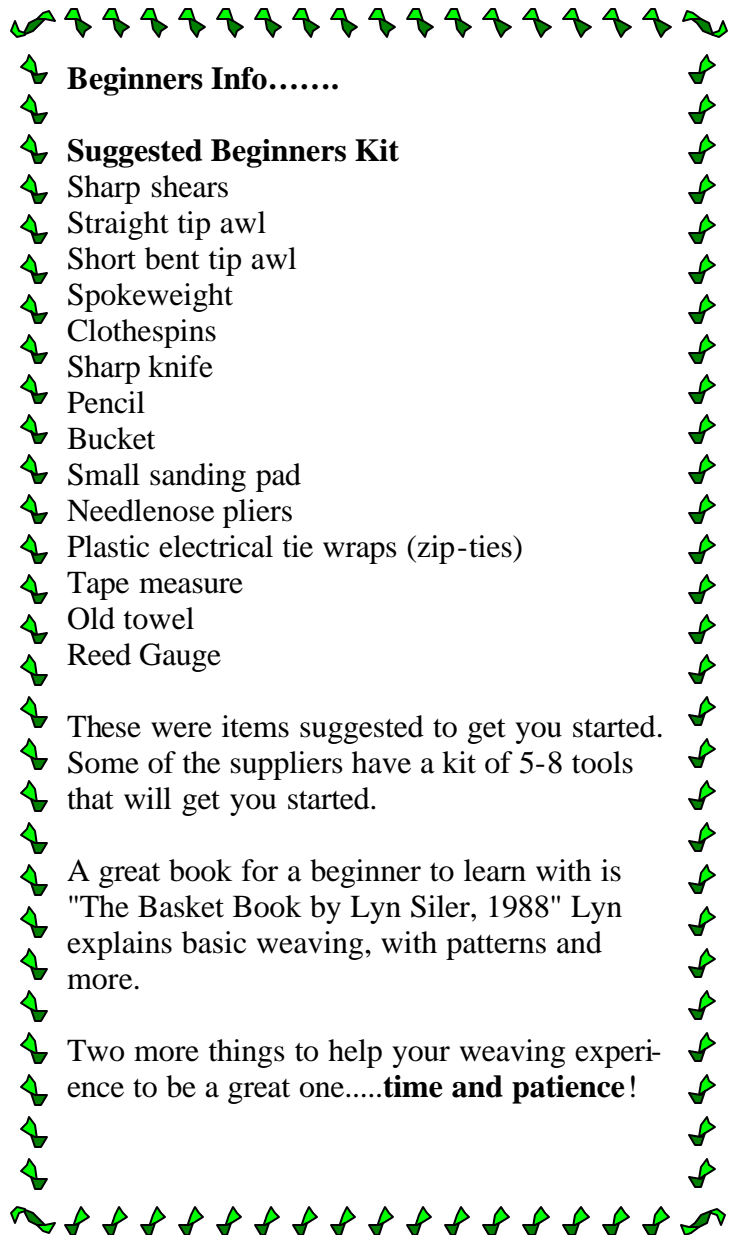 Beginners Info…….
Suggested Beginners Kit
Sharp shears
Straight tip awl
Short bent tip awl
Spokeweight
Clothespins
Sharp knife
Pencil
Bucket
Small sanding pad
Needlenose pliers
Plastic electrical tie wraps (zip-ties)
Tape measure
Old towel
Reed Gauge
These were items suggested to get you started.
Some of the suppliers have a kit of 5-8 tools
that will get you started.
A great book for a beginner to learn with is
"The Basket Book by Lyn Siler, 1988" Lyn
explains basic weaving, with patterns and
more.
Two more things to help your weaving experi-
ence to be a great one.....time and patience!